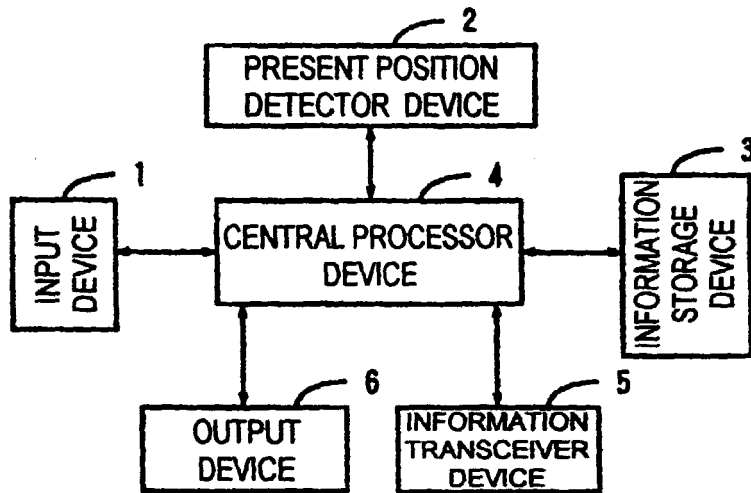 2
PRESENT POSITION
DETECTOR DEVICE
1
INPUT
DEVICE
4
CENTRAL PROCESSOR
DEVICE
3
INFORMATION
STORAGE
DEVICE
6
OUTPUT
DEVICE
5
INFORMATION
TRANSCEIVER
DEVICE